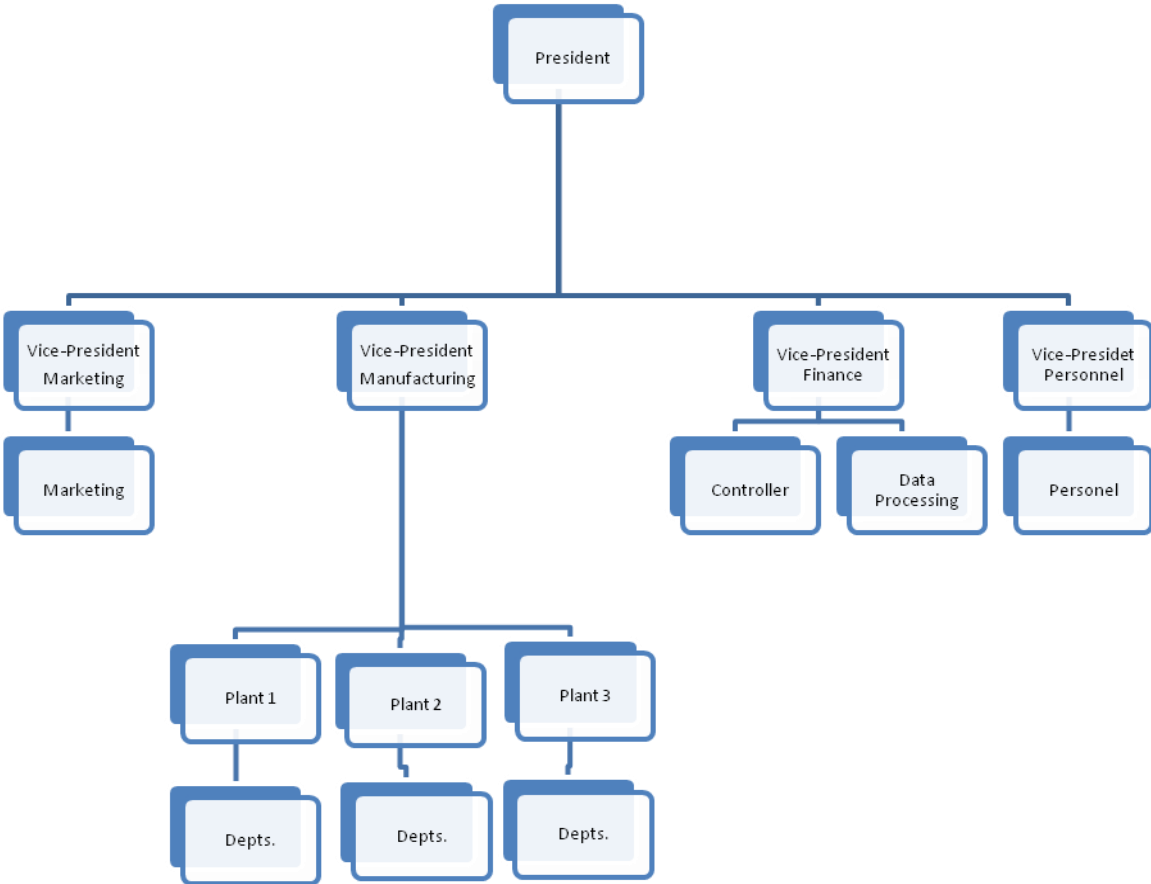 President
Vice-President
Marketing
Vice-President
Manufacturing
Vice-President
Finance
Vice-Presidet
Personnel
Marketing
Controller
Data
Processing
Personel
Plant 1
Plant 2
Plant 3
Depts.
Depts.
Depts.